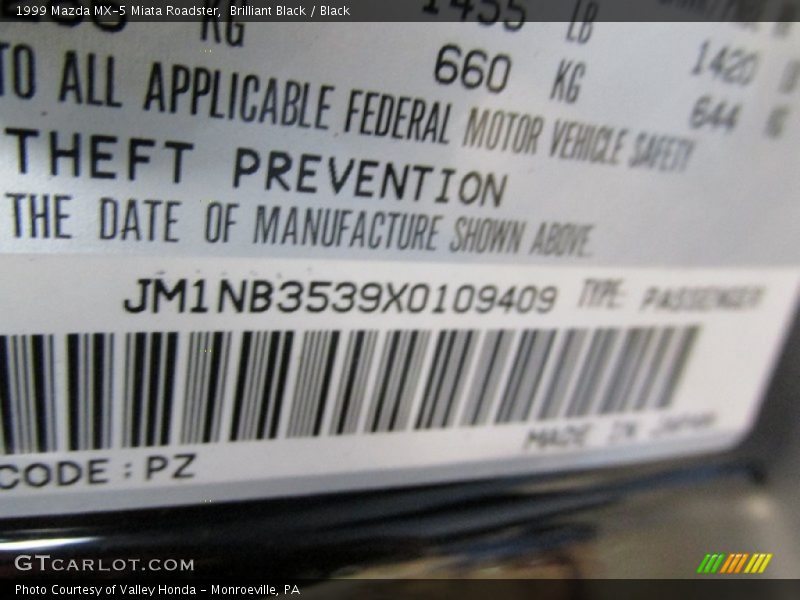 1999 Mazda MX-5 Miata Roadster, Brilliant Black / Black
KG 1455 LB
660 KG 1420
TO ALL APPLICABLE FEDERAL MOTOR VEHICLE SAFETY 644 KG
THEFT PREVENTION
THE DATE OF MANUFACTURE SHOWN ABOVE.
JM1NB3539X0109409 TYPE: PASSENGER
MADE IN JAPAN
CODE : PZ
GTCARLOT.COM
Photo Courtesy of Valley Honda - Monroeville, PA